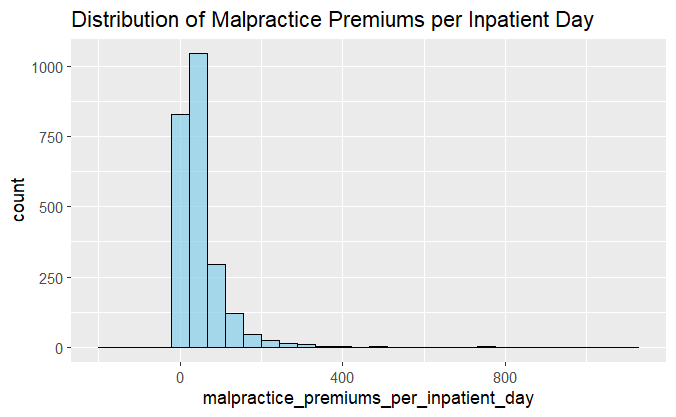 Distribution of Malpractice Premiums per Inpatient Day
count
1000
750
500
250
0
0 400 800
malpractice_premiums_per_inpatient_day